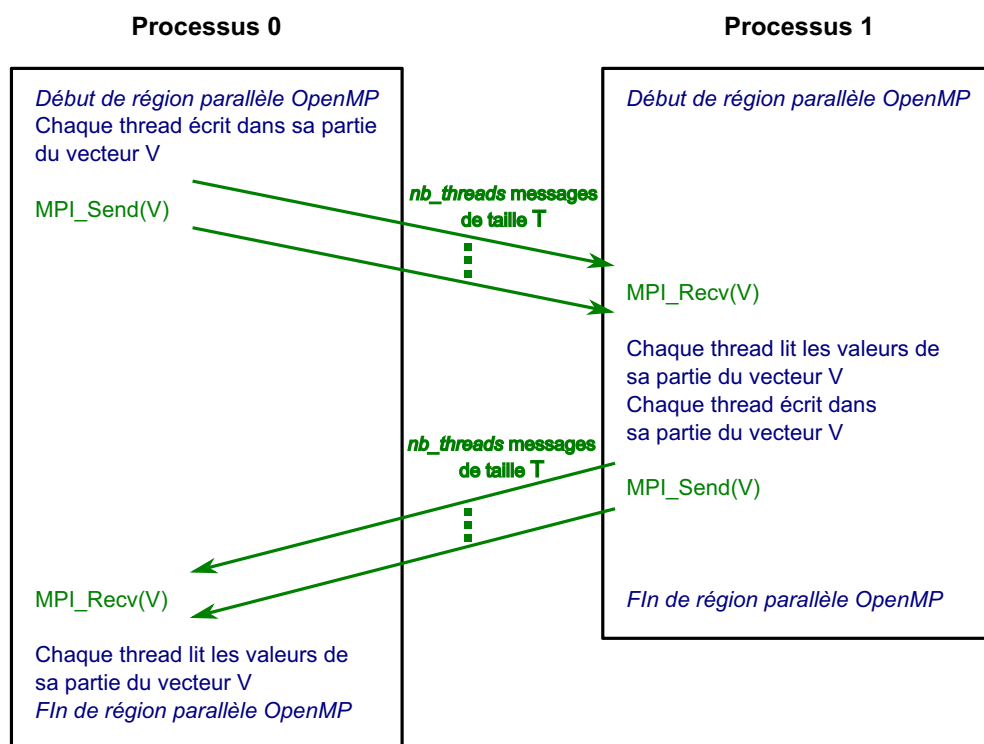 Processus 0
Processus 1
Début de région parallèle OpenMP
Chaque thread écrit dans sa partie
du vecteur V
MPI_Send(V)
Début de région parallèle OpenMP
nb_threads messages
de taille T
MPI_Recv(V)
Chaque thread lit les valeurs de
sa partie du vecteur V
Chaque thread écrit dans
sa partie du vecteur V
nb_threads messages
de taille T
MPI_Send(V)
MPI_Recv(V)
FIn de région parallèle OpenMP
Chaque thread lit les valeurs de
sa partie du vecteur V
FIn de région parallèle OpenMP